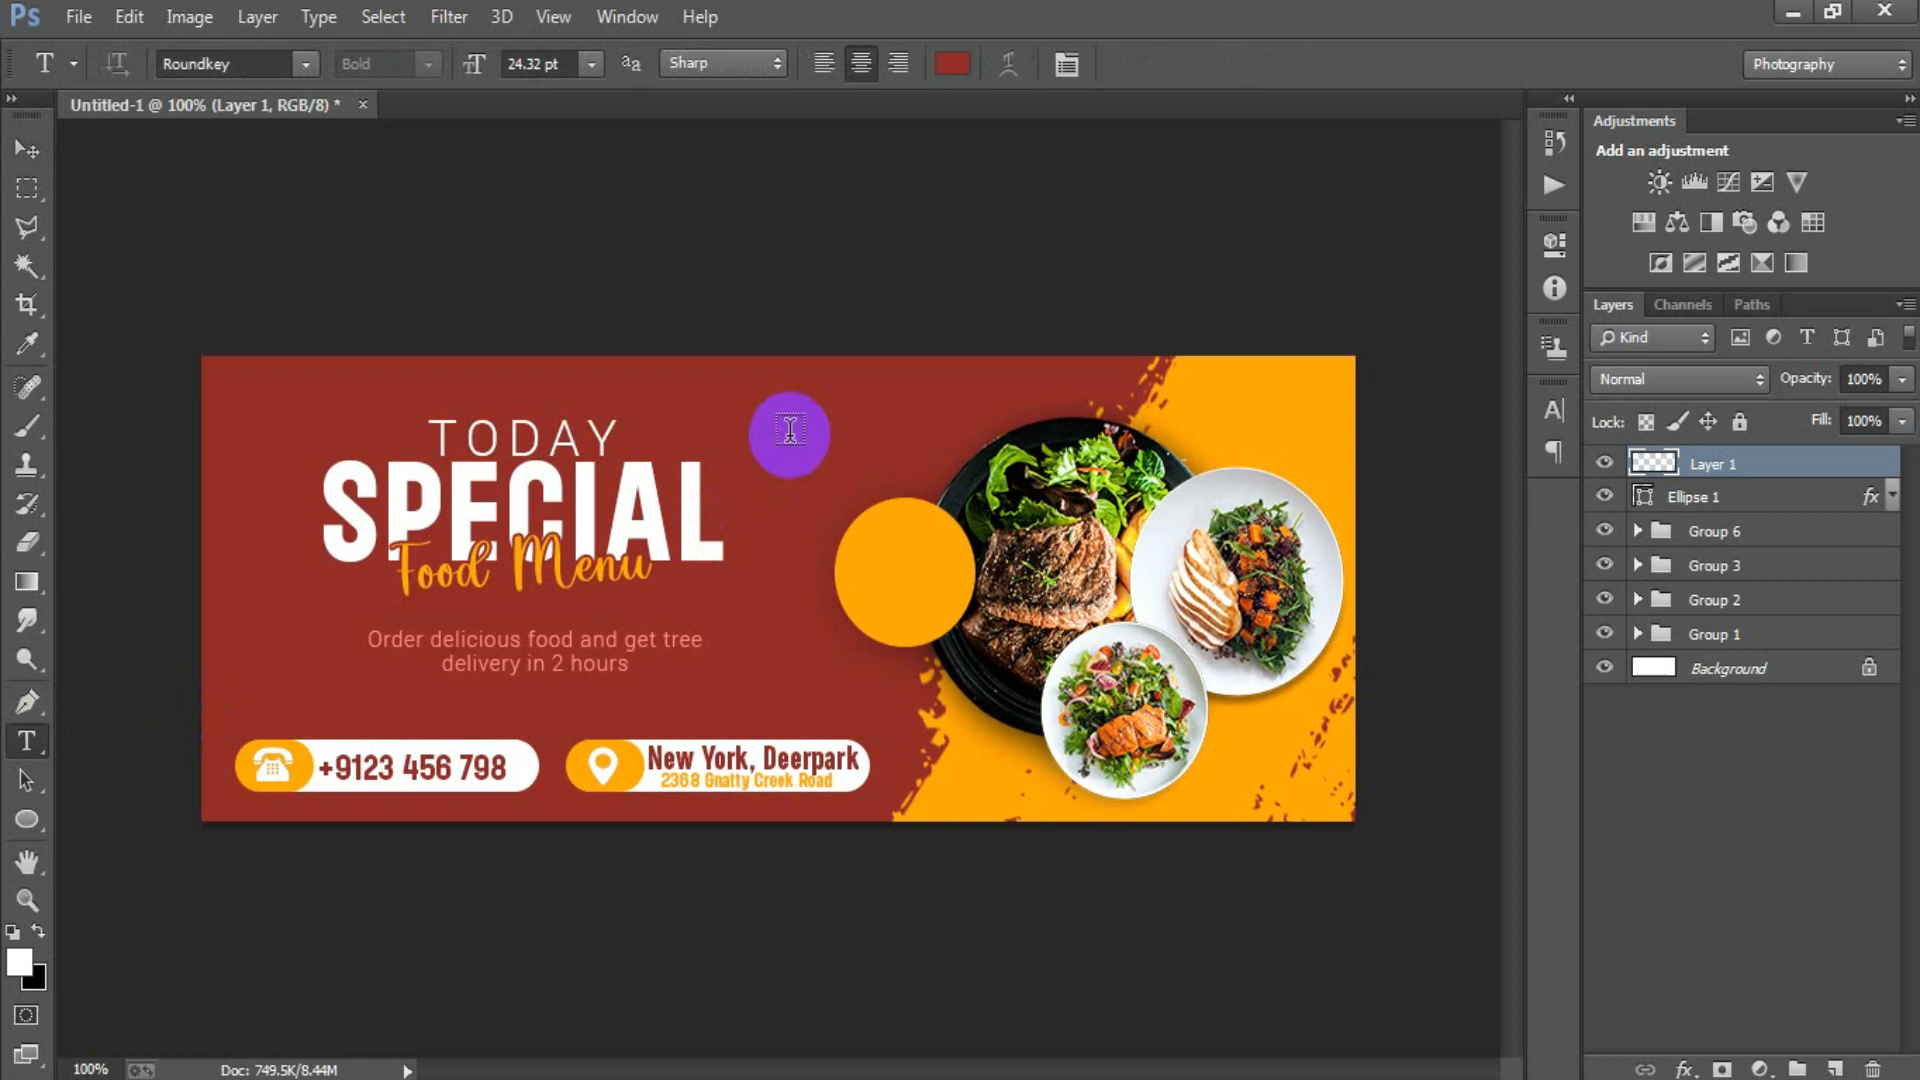 Ps File Edit Image Layer Type Select Filter 3D View Window Help
T Roundkey Bold 24.32 pt aa Sharp Photography
Untitled-1 @ 100% (Layer 1, RGB/8) *
Adjustments
Add an adjustment
Layers Channels Paths
Kind
Normal Opacity: 100%
Lock: Fill: 100%
Layer 1
Ellipse 1 fx
Group 6
Group 3
Group 2
Group 1
Background
TODAY
SPECIAL
Food Menu
Order delicious food and get tree
delivery in 2 hours
+9123 456 798
New York, Deerpark
2368 Gnatty Creek Road
100% Doc: 749.5K/8.44M
fx